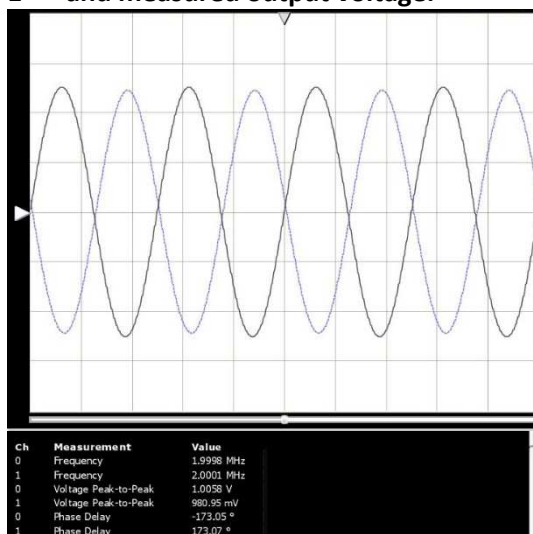 and measured output voltage.
Ch Measurement Value
0 Frequency 1.9998 MHz
1 Frequency 2.0001 MHz
0 Voltage Peak-to-Peak 1.0058 V
1 Voltage Peak-to-Peak 980.95 mV
0 Phase Delay -173.05 °
1 Phase Delay 173.07 °